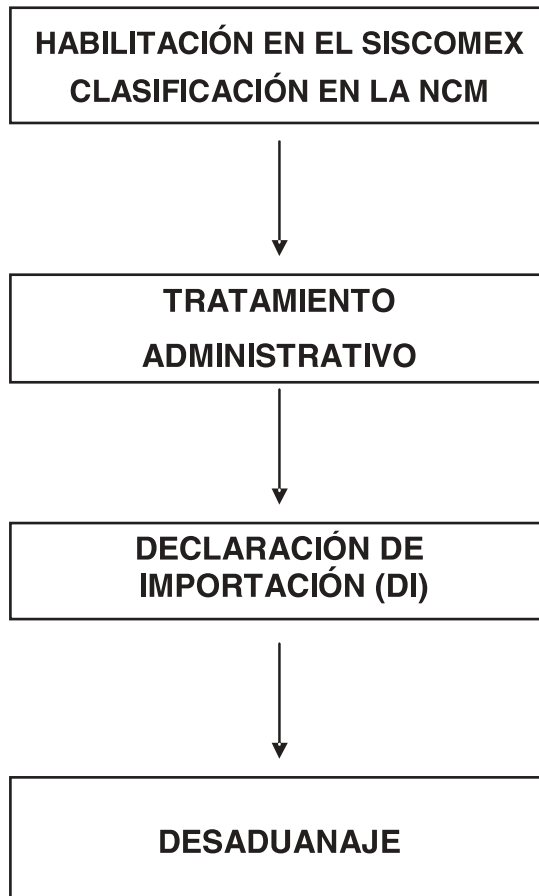 HABILITACIÓN EN EL SISCOMEX
CLASIFICACIÓN EN LA NCM
TRATAMIENTO
ADMINISTRATIVO
DECLARACIÓN DE
IMPORTACIÓN (DI)
DESADUANAJE